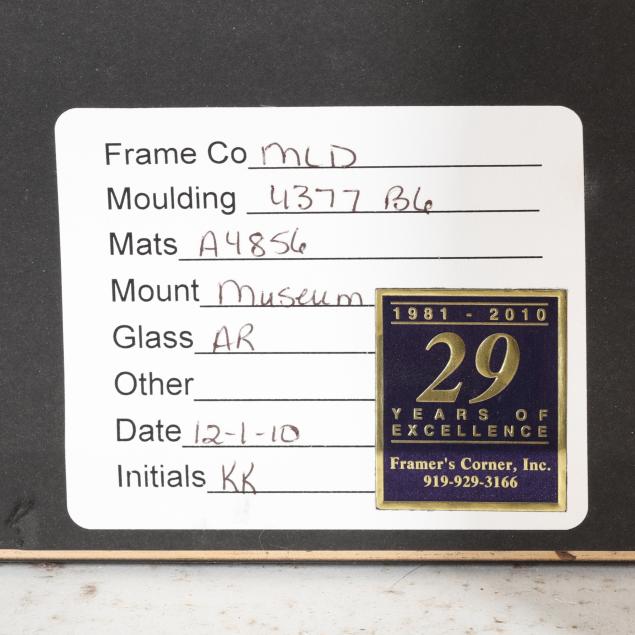 Frame Co MLD
Moulding 4377 BG
Mats A4856
Mount Museum
Glass AR
Other
Date 12-1-10
Initials KK
1981 - 2010
29
YEARS OF
EXCELLENCE
Framer's Corner, Inc.
919-929-3166